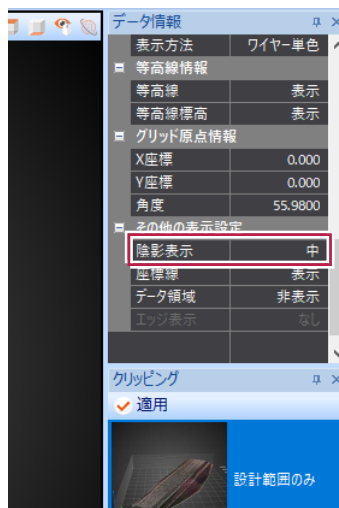 データ情報
表示方法 ワイヤー単色
等高線情報
等高線 表示
等高線標高 表示
グリッド原点情報
X座標 0.000
Y座標 0.000
角度 55.9800
その他の表示設定
陰影表示 中
座標線 表示
データ領域 非表示
エッジ表示 なし
クリッピング
適用
設計範囲のみ